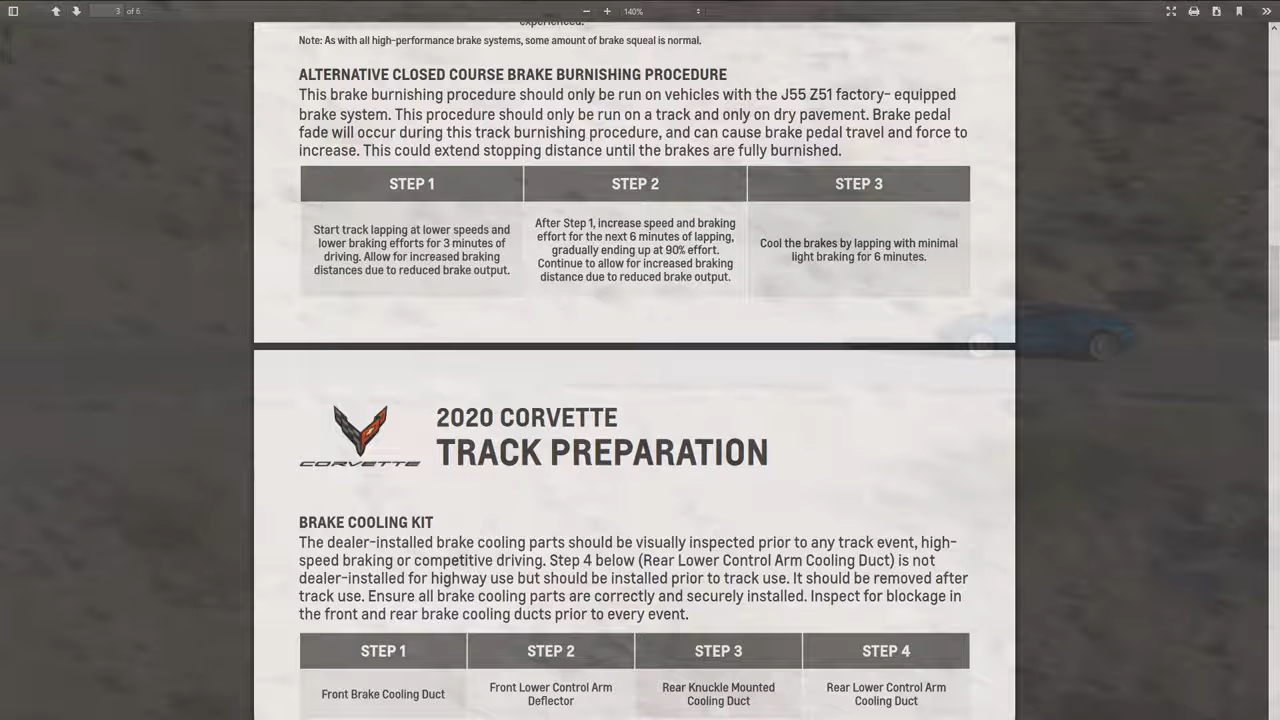 3 of 6
140%
experienced.
Note: As with all high-performance brake systems, some amount of brake squeal is normal.
ALTERNATIVE CLOSED COURSE BRAKE BURNISHING PROCEDURE
This brake burnishing procedure should only be run on vehicles with the J55 Z51 factory- equipped
brake system. This procedure should only be run on a track and only on dry pavement. Brake pedal
fade will occur during this track burnishing procedure, and can cause brake pedal travel and force to
increase. This could extend stopping distance until the brakes are fully burnished.
STEP 1
STEP 2
STEP 3
Start track lapping at lower speeds and
lower braking efforts for 3 minutes of
driving. Allow for increased braking
distances due to reduced brake output.
After Step 1, increase speed and braking
effort for the next 6 minutes of lapping,
gradually ending up at 90% effort.
Continue to allow for increased braking
distance due to reduced brake output.
Cool the brakes by lapping with minimal
light braking for 6 minutes.
CORVETTE
2020 CORVETTE
TRACK PREPARATION
BRAKE COOLING KIT
The dealer-installed brake cooling parts should be visually inspected prior to any track event, high-
speed braking or competitive driving. Step 4 below (Rear Lower Control Arm Cooling Duct) is not
dealer-installed for highway use but should be installed prior to track use. It should be removed after
track use. Ensure all brake cooling parts are correctly and securely installed. Inspect for blockage in
the front and rear brake cooling ducts prior to every event.
STEP 1
STEP 2
STEP 3
STEP 4
Front Brake Cooling Duct
Front Lower Control Arm
Deflector
Rear Knuckle Mounted
Cooling Duct
Rear Lower Control Arm
Cooling Duct